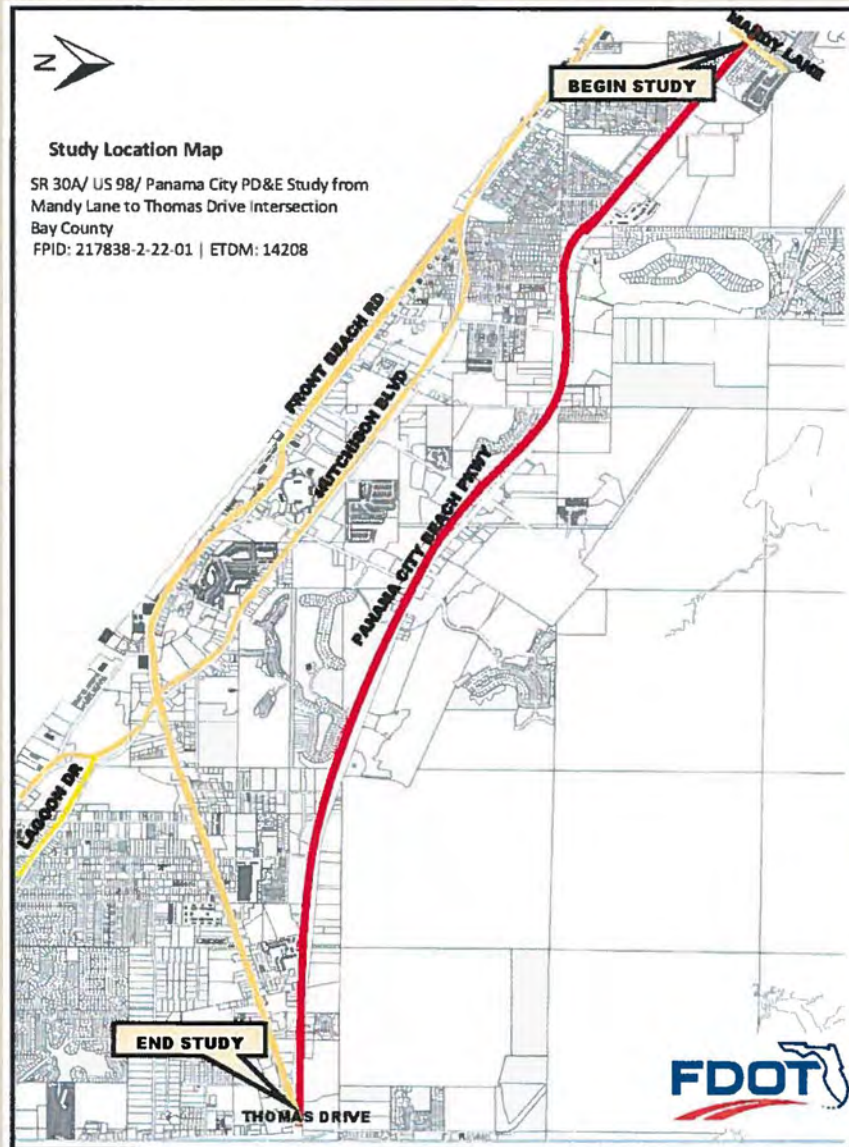 N
MANDY LANE
BEGIN STUDY
Study Location Map
SR 30A/ US 98/ Panama City PD&E Study from
Mandy Lane to Thomas Drive Intersection
Bay County
FPID: 217838-2-22-01 | ETDM: 14208
FRONT BEACH RD
HUTCHISON BLVD
PANAMA CITY BEACH PKWY
LAGOON DR
END STUDY
THOMAS DRIVE
FDOT